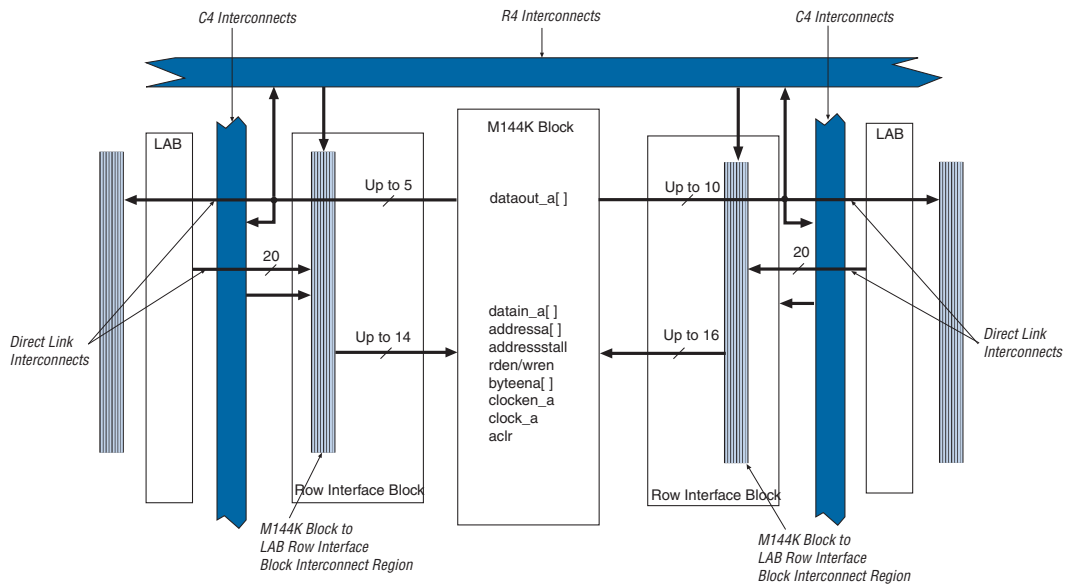 C4 Interconnects
R4 Interconnects
C4 Interconnects
LAB
M144K Block
LAB
Up to 5
dataout_a[ ]
Up to 10
20
20
datain_a[ ]
addressa[ ]
addressstall
rden/wren
byteena[ ]
clocken_a
clock_a
aclr
Up to 14
Up to 16
Direct Link
Interconnects
Direct Link
Interconnects
Row Interface Block
Row Interface Block
M144K Block to
LAB Row Interface
Block Interconnect Region
M144K Block to
LAB Row Interface
Block Interconnect Region